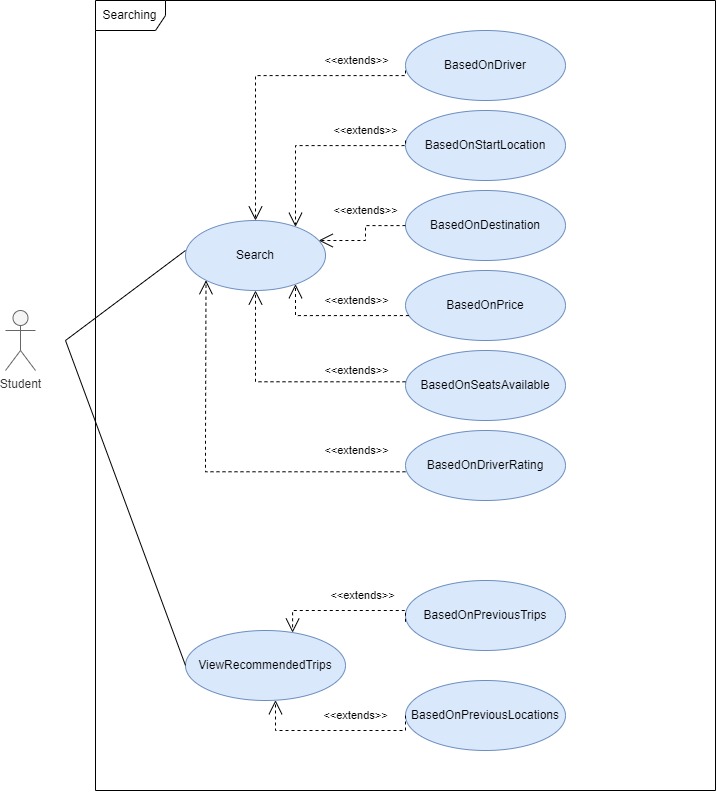 Searching
<<extends>>
BasedOnDriver
<<extends>>
BasedOnStartLocation
<<extends>>
BasedOnDestination
Search
<<extends>>
BasedOnPrice
<<extends>>
BasedOnSeatsAvailable
Student
<<extends>>
BasedOnDriverRating
<<extends>>
BasedOnPreviousTrips
ViewRecommendedTrips
<<extends>>
BasedOnPreviousLocations